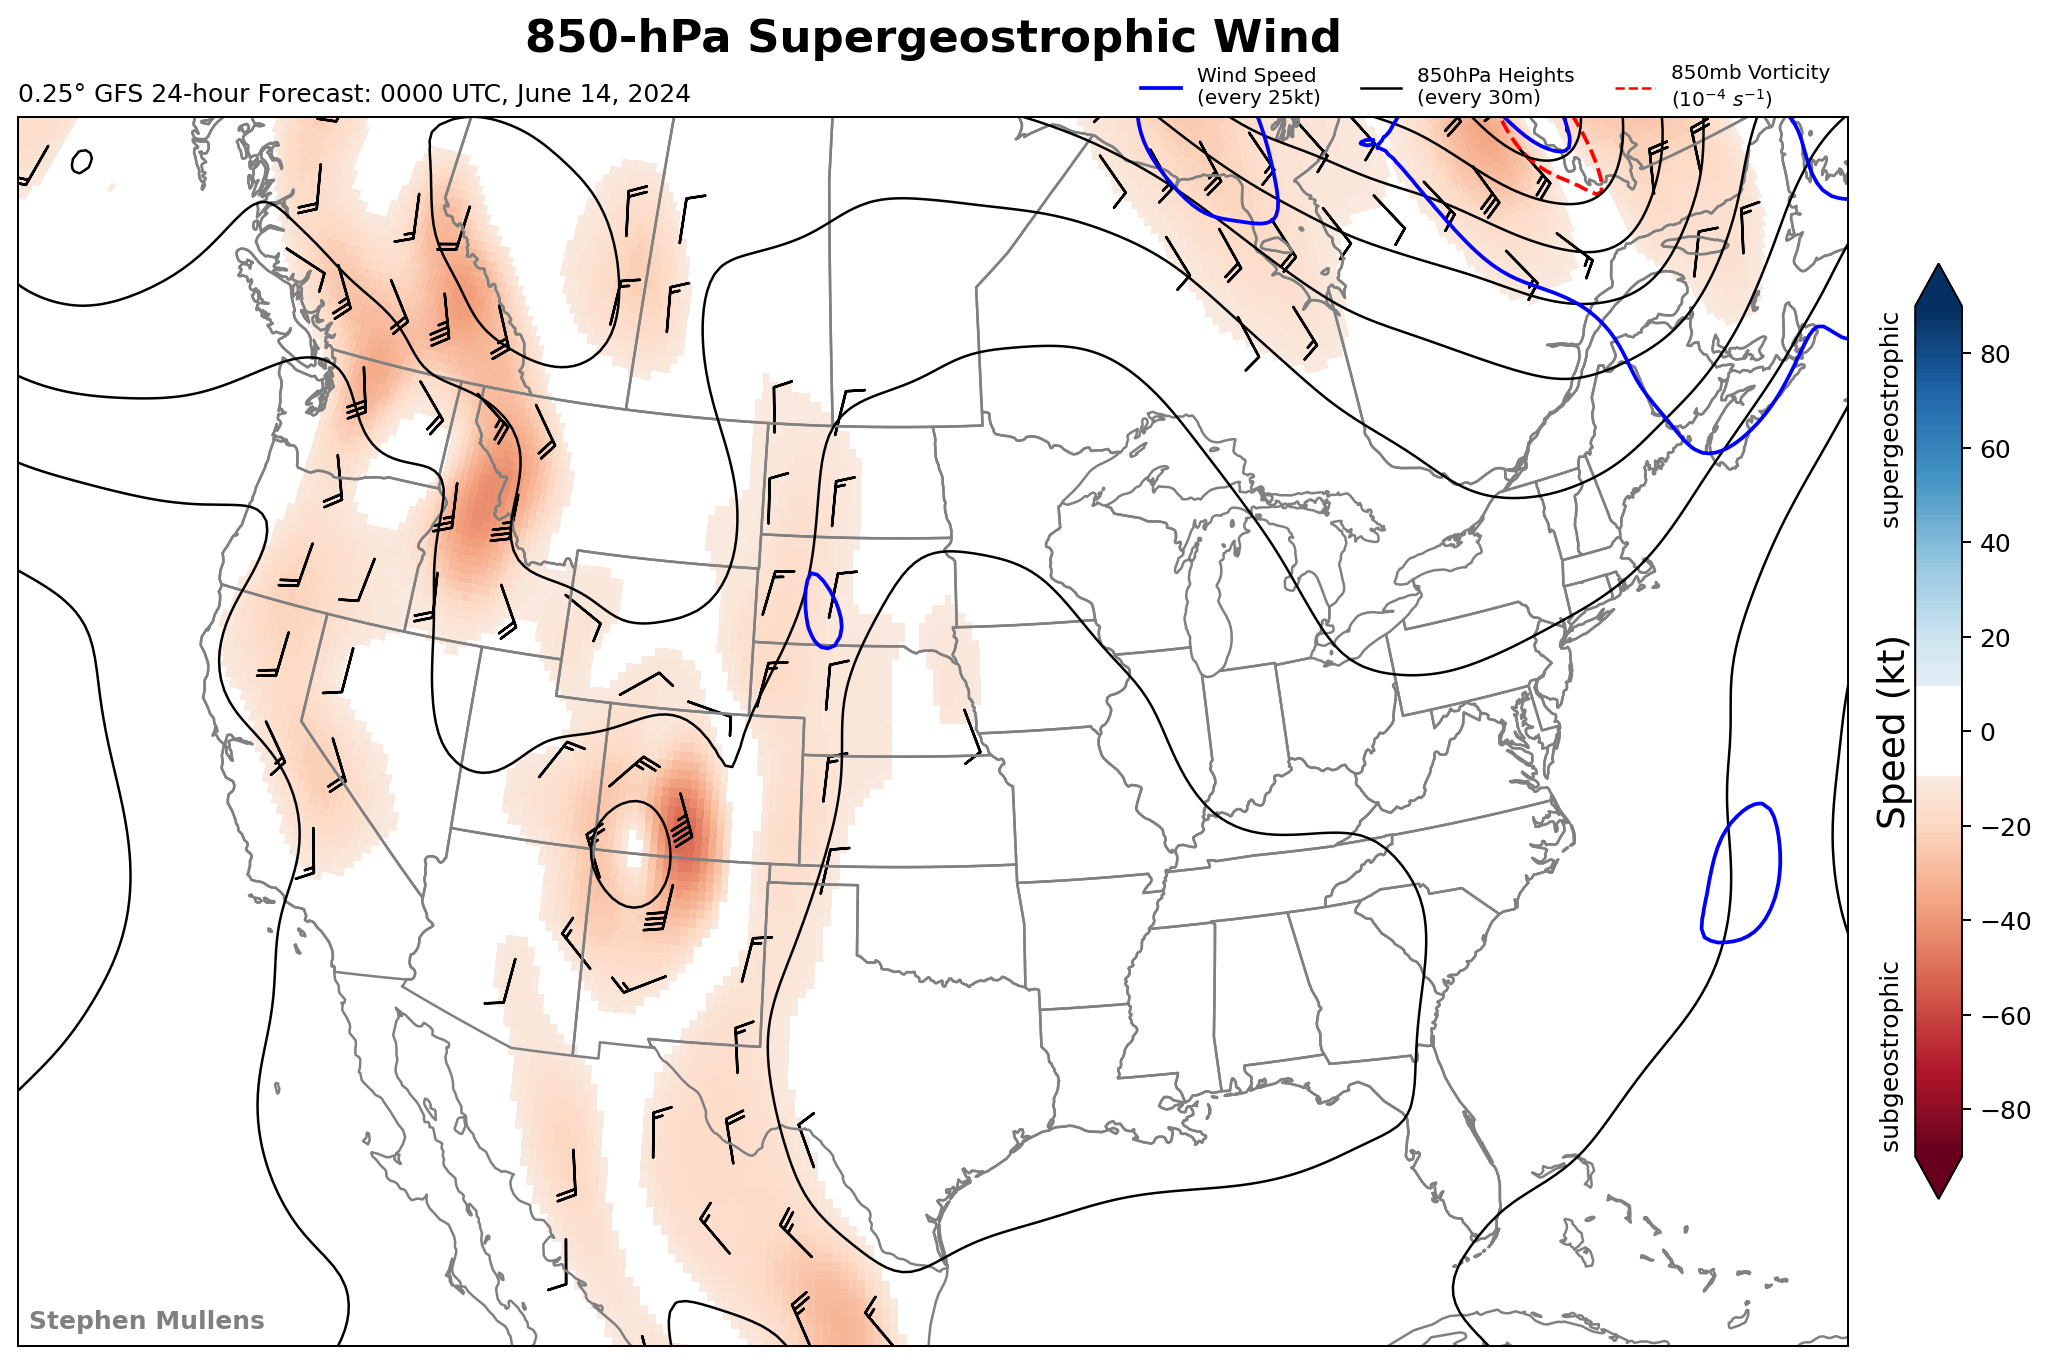 850-hPa Supergeostrophic Wind
0.25° GFS 24-hour Forecast: 0000 UTC, June 14, 2024
Wind Speed
(every 25kt)
850hPa Heights
(every 30m)
850mb Vorticity
(10⁻⁴ s⁻¹)
supergeostrophic
Speed (kt)
subgeostrophic
80
60
40
20
0
−20
−40
−60
−80
Stephen Mullens